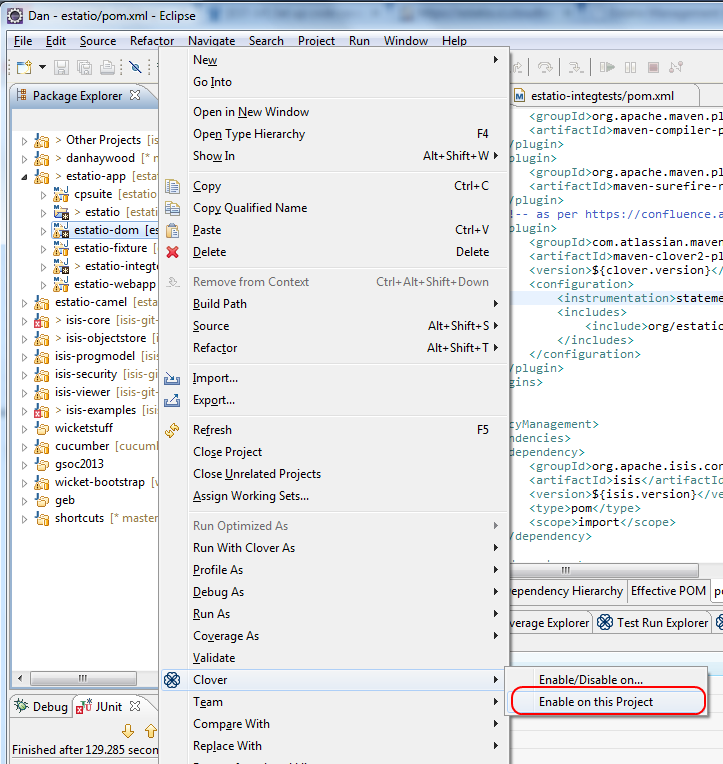 Dan - estatio/pom.xml - Eclipse
File Edit Source Refactor Navigate Search Project Run Window Help
Package Explorer
> Other Projects [is
> danhaywood [* m
> estatio-app [estatio
cpsuite [estatio
> estatio [estatio
estatio-dom [es
estatio-fixture [e
> estatio-integte
estatio-webapp [
estatio-camel [estatio
> isis-core [isis-git-
> isis-objectstore [
isis-progmodel [isis
isis-security [isis-gi
isis-viewer [isis-git-
> isis-examples [isis
wicketstuff
cucumber [cucumbe
gsoc2013
wicket-bootstrap [w
geb
shortcuts [* master
New
Go Into
Open in New Window
Open Type Hierarchy F4
Show In Alt+Shift+W
Copy Ctrl+C
Copy Qualified Name
Paste Ctrl+V
Delete Delete
Remove from Context Ctrl+Alt+Shift+Down
Build Path
Source Alt+Shift+S
Refactor Alt+Shift+T
Import...
Export...
Refresh F5
Close Project
Close Unrelated Projects
Assign Working Sets...
Run Optimized As
Run With Clover As
Profile As
Debug As
Run As
Coverage As
Validate
Clover
Team
Compare With
Replace With
Enable/Disable on...
Enable on this Project
estatio-integtests/pom.xml
<groupId>org.apache.maven.pl
<artifactId>maven-compiler-p
/plugin>
plugin>
<groupId>org.apache.maven.pl
<artifactId>maven-surefire-r
/plugin>
!-- as per https://confluence.a
plugin>
<groupId>com.atlassian.maven
<artifactId>maven-clover2-pl
<version>${clover.version}</
<configuration>
<instrumentation>stateme
<includes>
<include>org/estatio
</includes>
</configuration>
/plugin>
gins>
cyManagement>
ndencies>
dependency>
<groupId>org.apache.isis.cor
<artifactId>isis</artifactId
<version>${isis.version}</ve
<type>pom</type>
<scope>import</scope>
/dependency>
ependency Hierarchy Effective POM po
verage Explorer Test Run Explorer
Debug JUnit
Finished after 129.285 secon